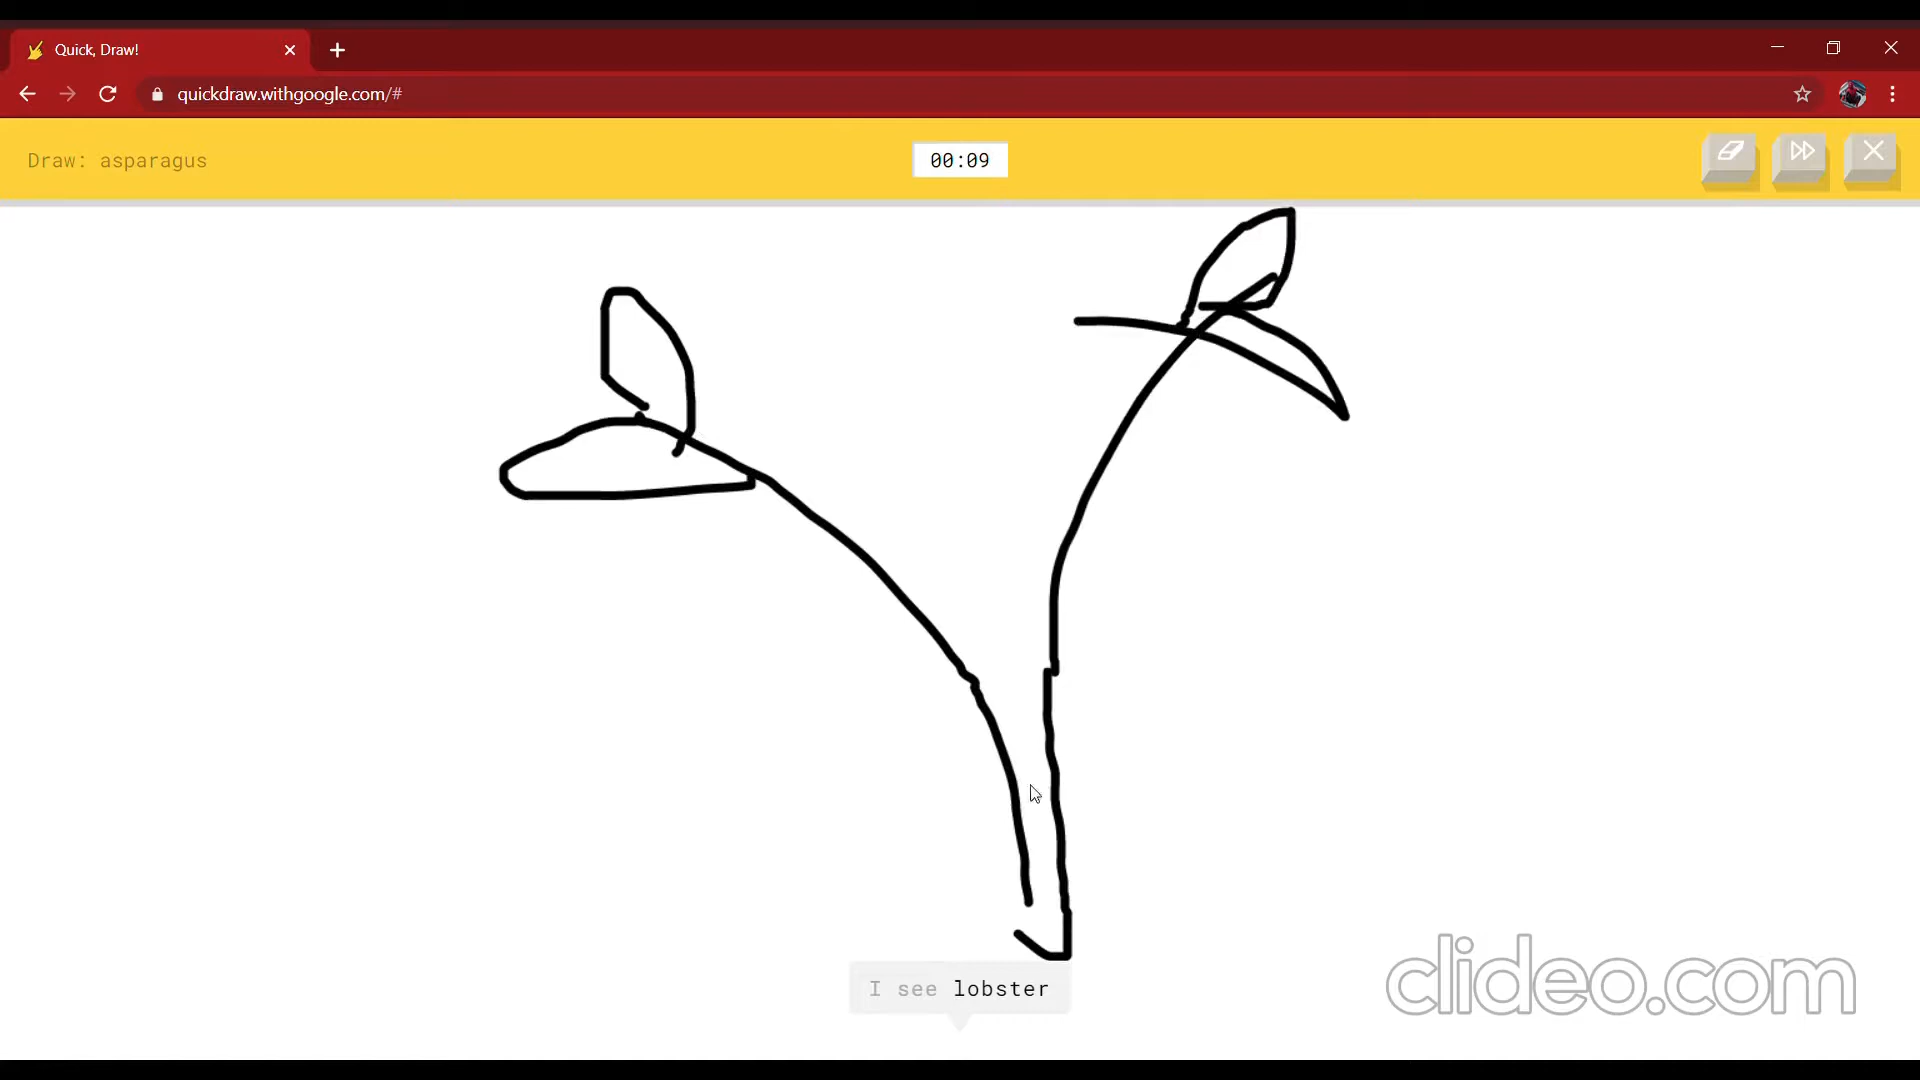 Quick, Draw!
quickdraw.withgoogle.com/#
Draw: asparagus
00:09
I see lobster
clideo.com